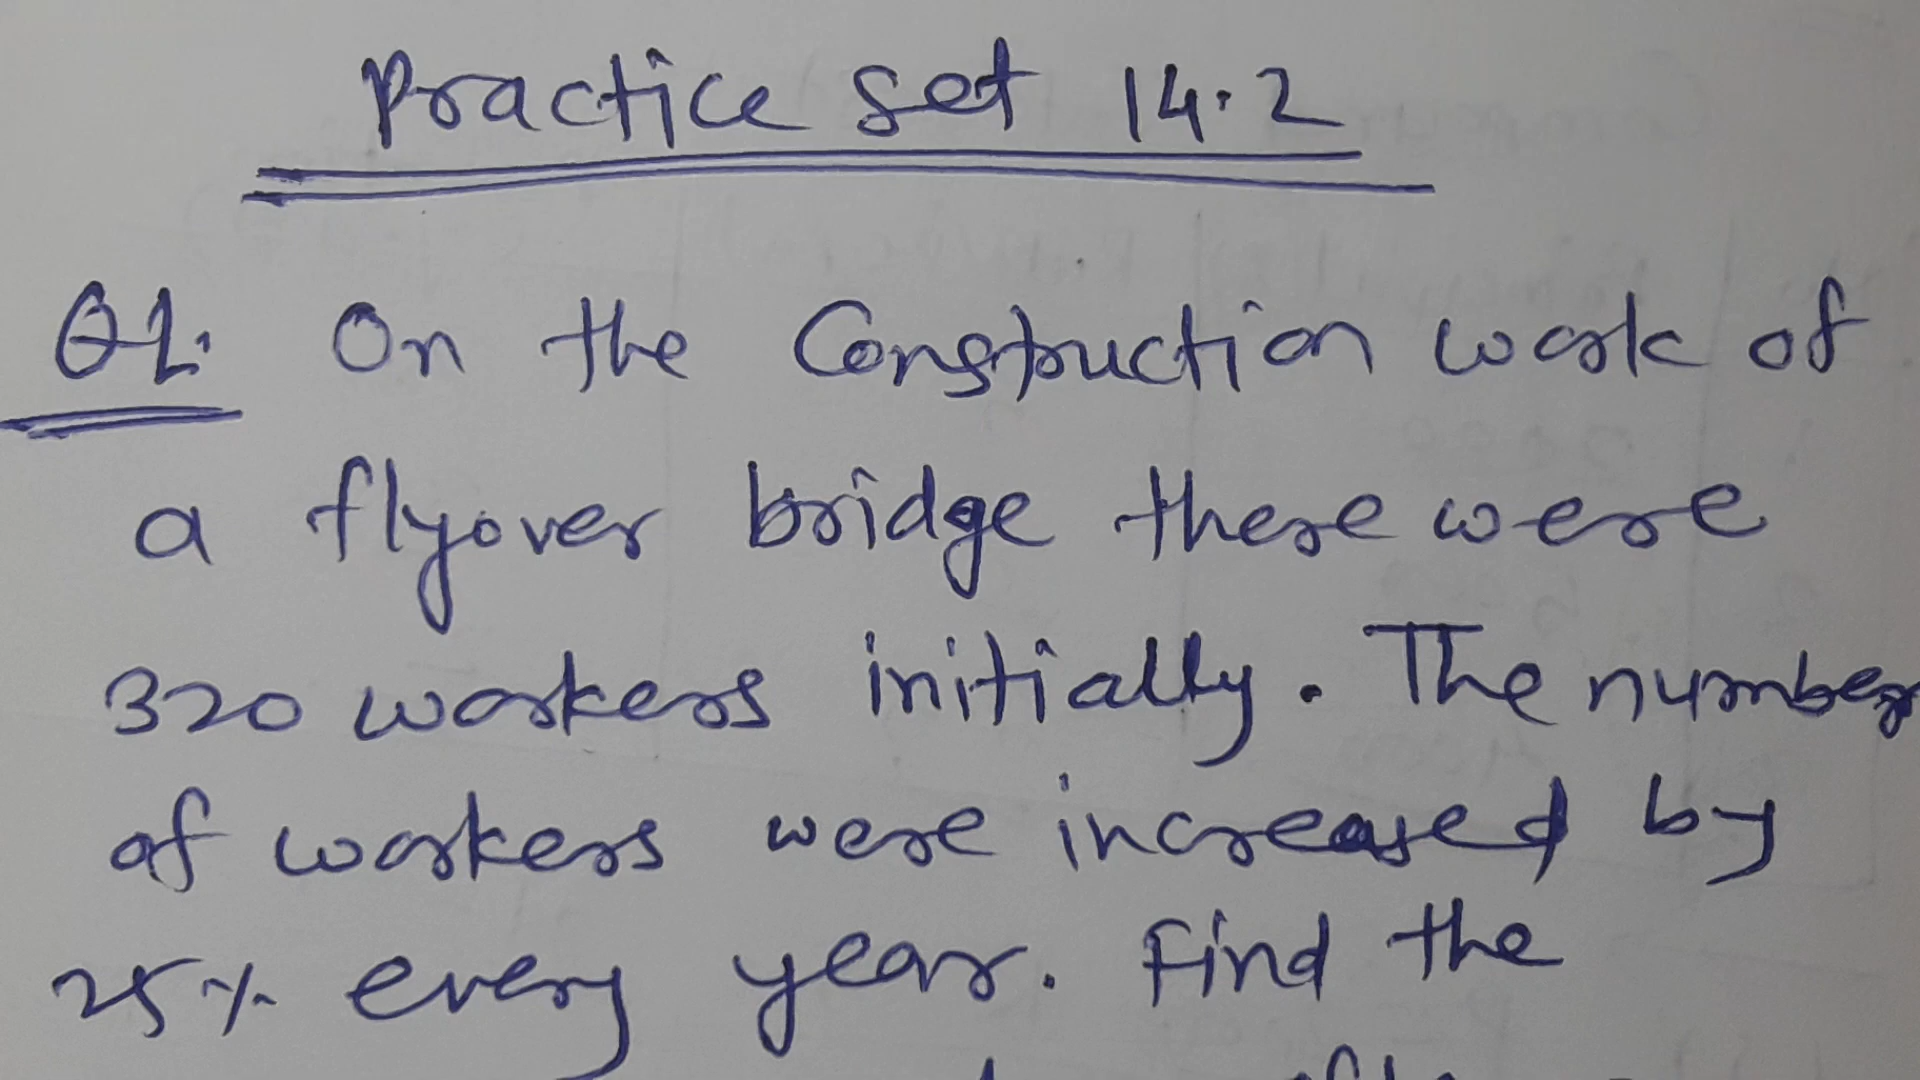 Practice set 14.2
Q1. On the Construction work of
a flyover bridge there were
320 workers initially. The number
of workers were increased by
25% every year. Find the